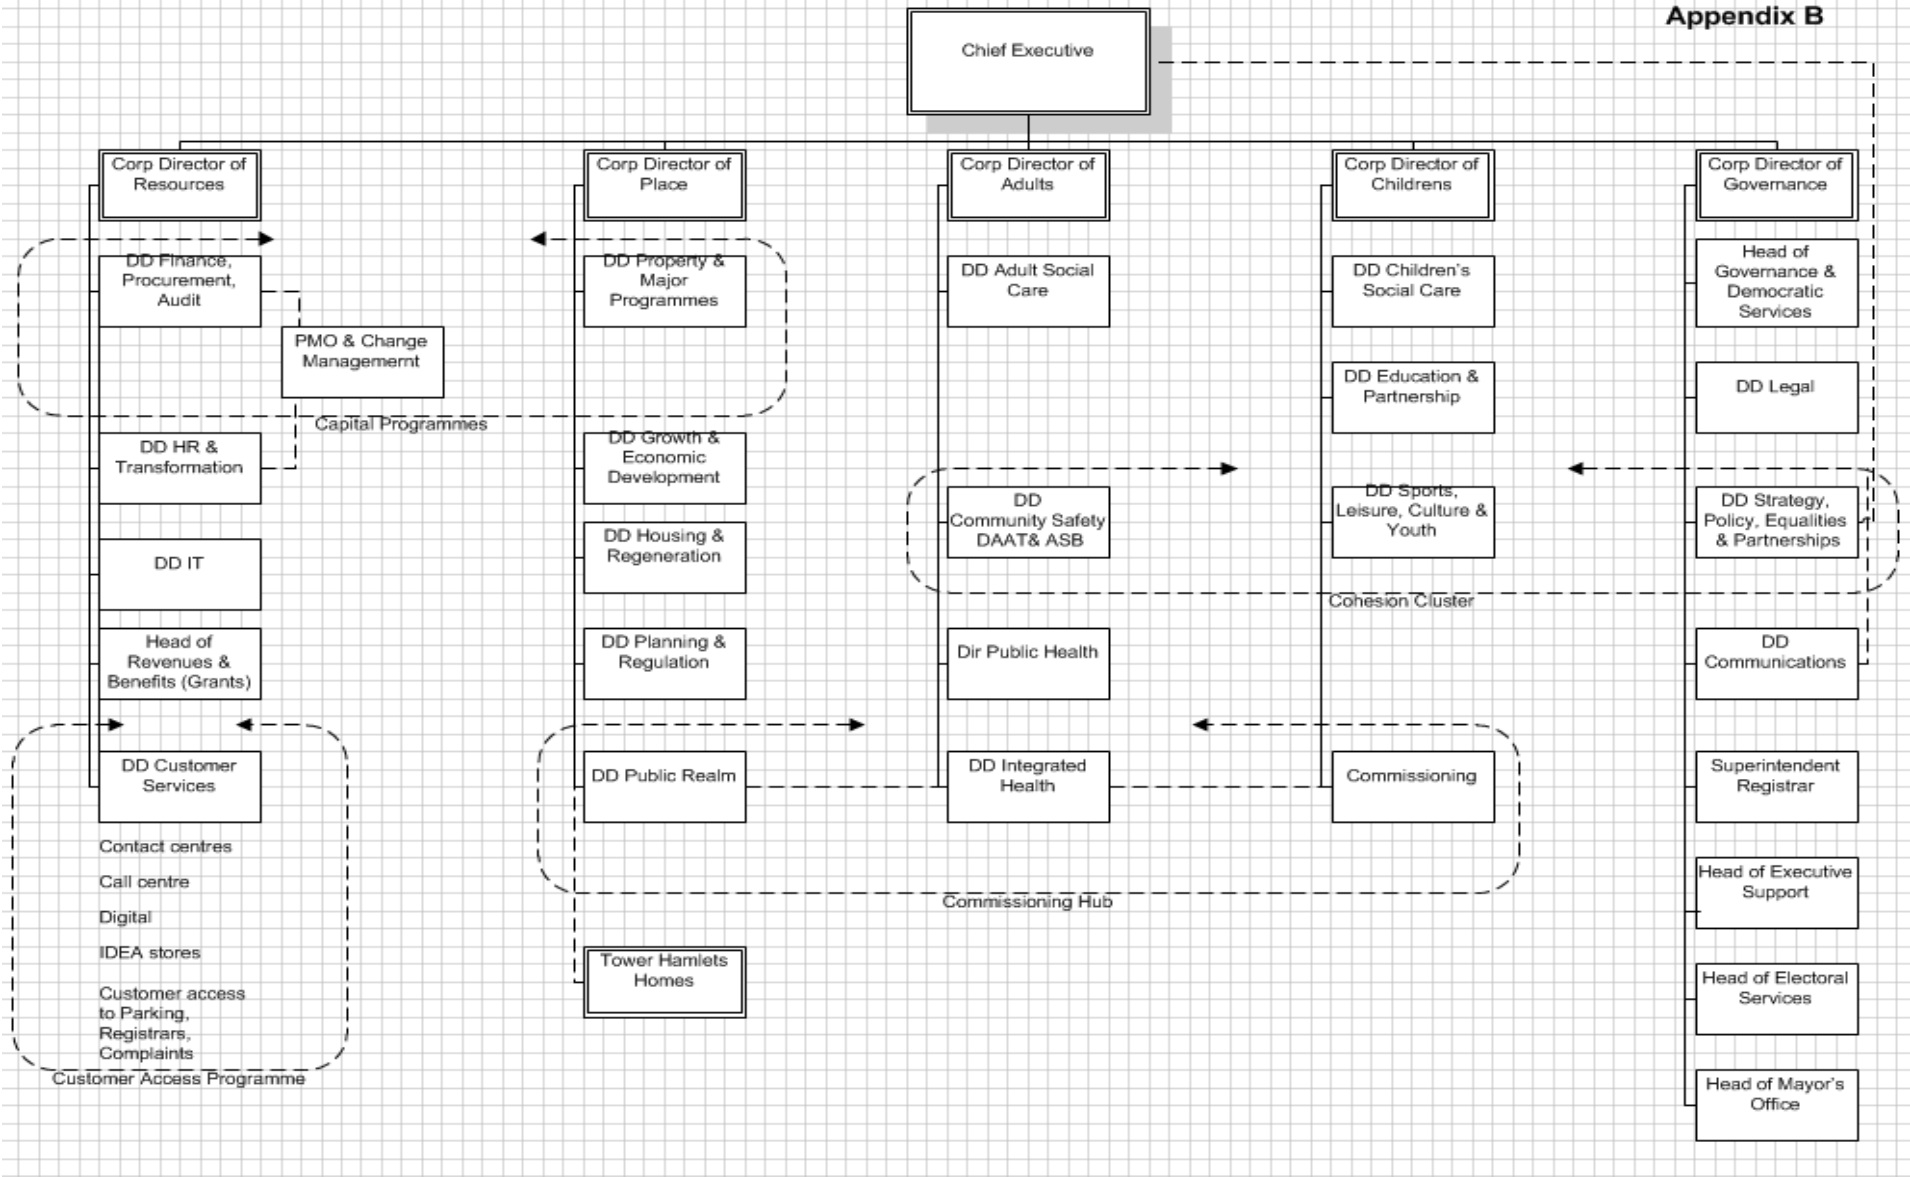 Appendix B
Chief Executive
Corp Director of
Resources
Corp Director of
Place
Corp Director of
Adults
Corp Director of
Childrens
Corp Director of
Governance
DD Finance,
Procurement,
Audit
PMO & Change
Managemernt
DD HR &
Transformation
DD IT
Head of
Revenues &
Benefits (Grants)
DD Customer
Services
Contact centres
Call centre
Digital
IDEA stores
Customer access
to Parking,
Registrars,
Complaints
Customer Access Programme
DD Property &
Major
Programmes
Capital Programmes
DD Growth &
Economic
Development
DD Housing &
Regeneration
DD Planning &
Regulation
DD Public Realm
Tower Hamlets
Homes
DD Adult Social
Care
DD
Community Safety
DAAT& ASB
Dir Public Health
DD Integrated
Health
Commissioning Hub
DD Children's
Social Care
DD Education &
Partnership
DD Sports,
Leisure, Culture &
Youth
Cohesion Cluster
Commissioning
Head of
Governance &
Democratic
Services
DD Legal
DD Strategy,
Policy, Equalities
& Partnerships
DD
Communications
Superintendent
Registrar
Head of Executive
Support
Head of Electoral
Services
Head of Mayor's
Office